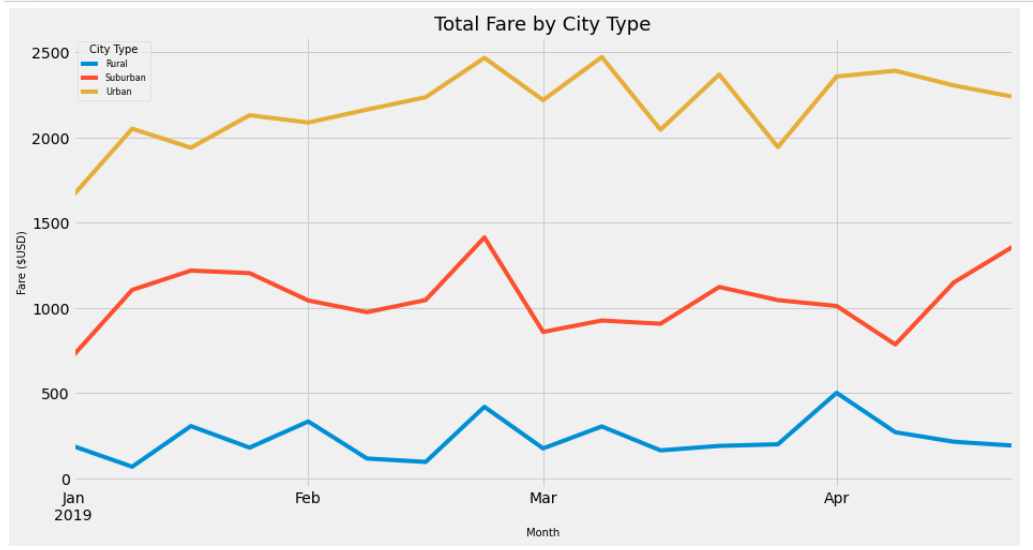 Total Fare by City Type
City Type
Rural
Suburban
Urban
2500
2000
1500
1000
500
0
Fare ($USD)
Jan
2019
Feb
Mar
Apr
Month